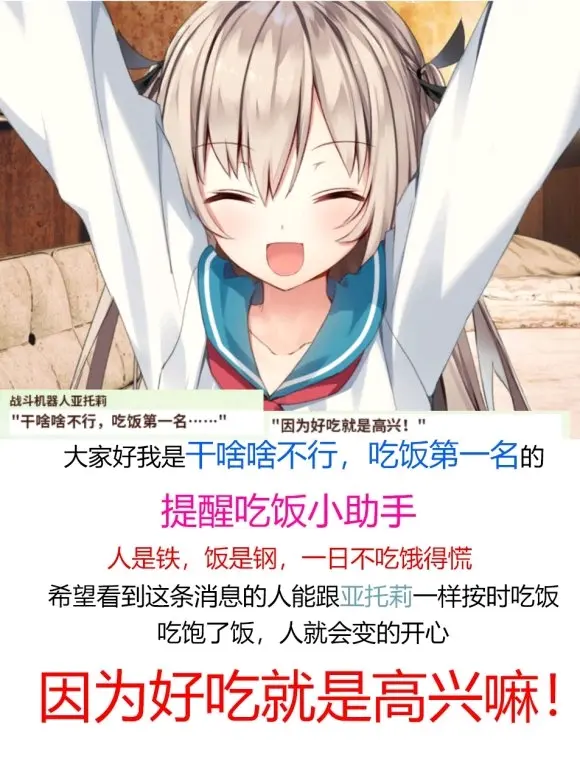 战斗机器人亚托莉
"干啥啥不行，吃饭第一名……"
"因为好吃就是高兴！"
大家好我是干啥啥不行，吃饭第一名的
提醒吃饭小助手
人是铁，饭是钢，一日不吃饿得慌
希望看到这条消息的人能跟亚托莉一样按时吃饭
吃饱了饭，人就会变的开心
因为好吃就是高兴嘛！